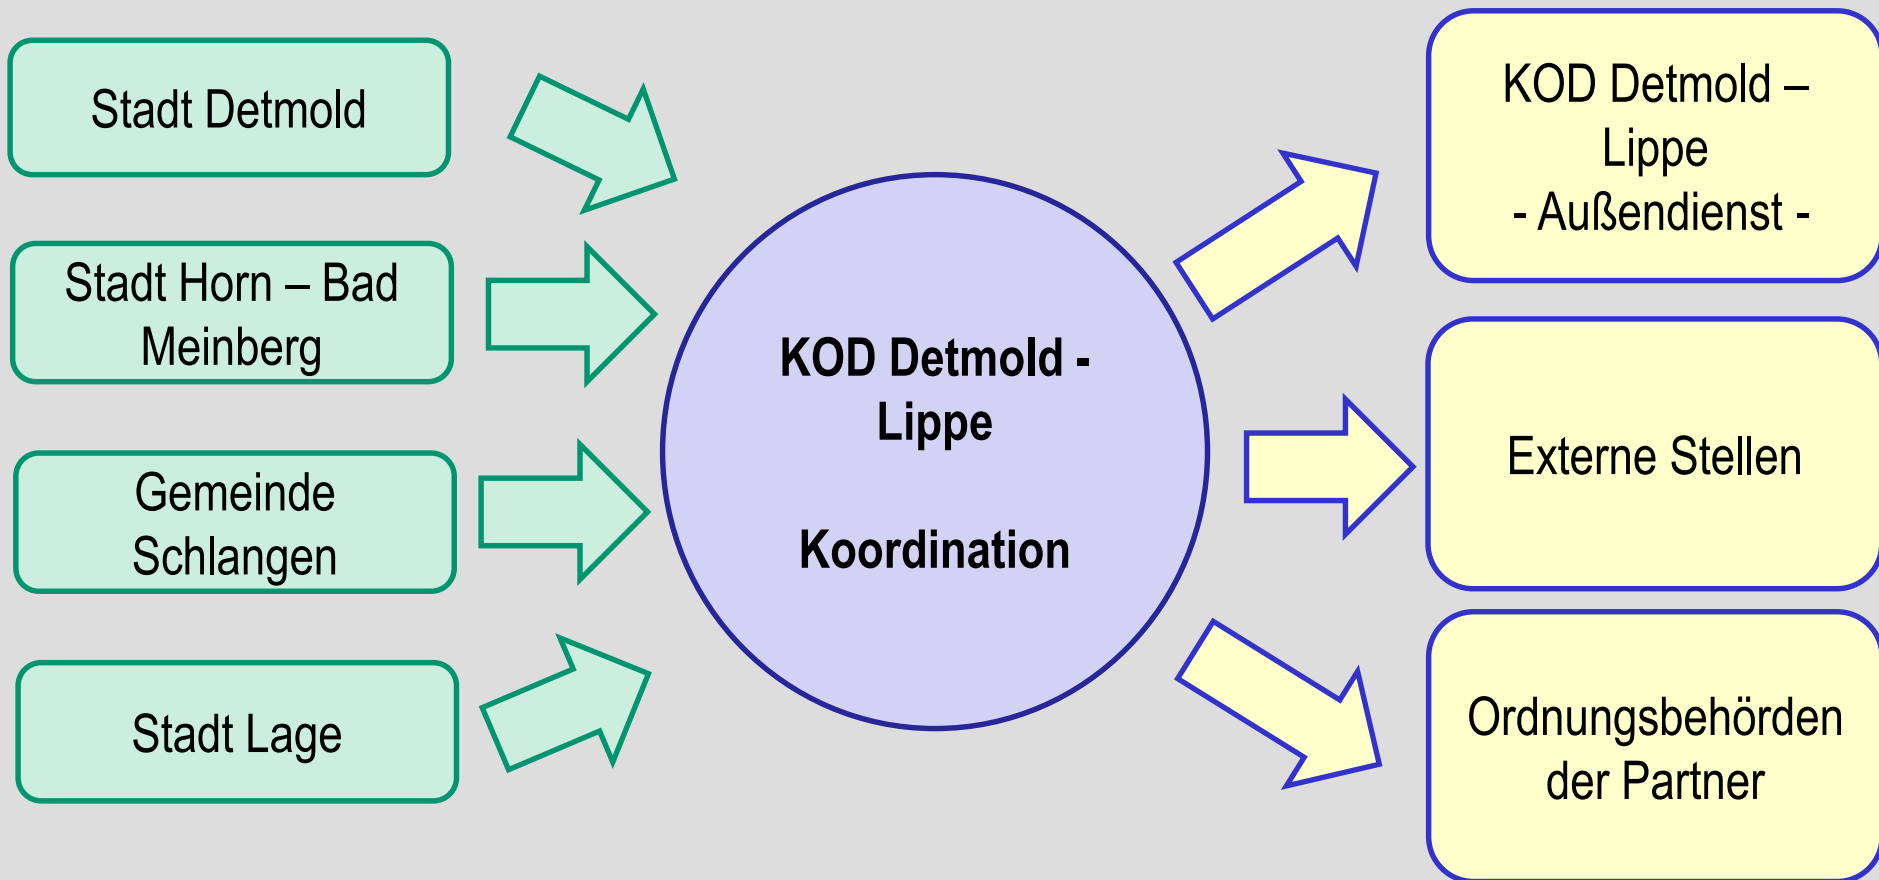 Stadt Detmold
Stadt Horn – Bad
Meinberg
Gemeinde
Schlangen
Stadt Lage
KOD Detmold -
Lippe
Koordination
KOD Detmold –
Lippe
- Außendienst -
Externe Stellen
Ordnungsbehörden
der Partner